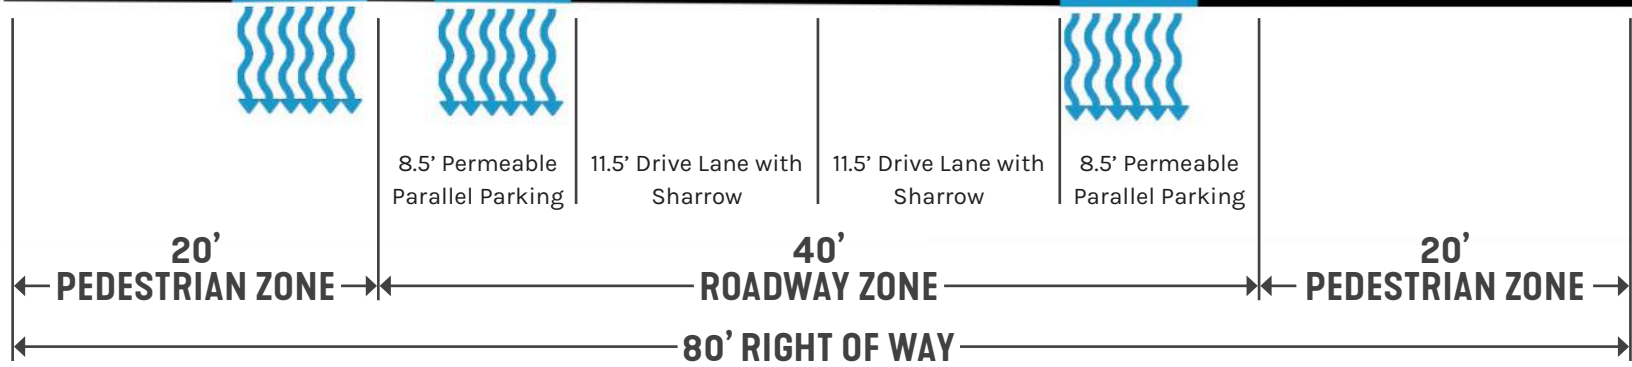 8.5’ Permeable
Parallel Parking
11.5’ Drive Lane with
Sharrow
11.5’ Drive Lane with
Sharrow
8.5’ Permeable
Parallel Parking
20’
PEDESTRIAN ZONE
40’
ROADWAY ZONE
20’
PEDESTRIAN ZONE
80’ RIGHT OF WAY